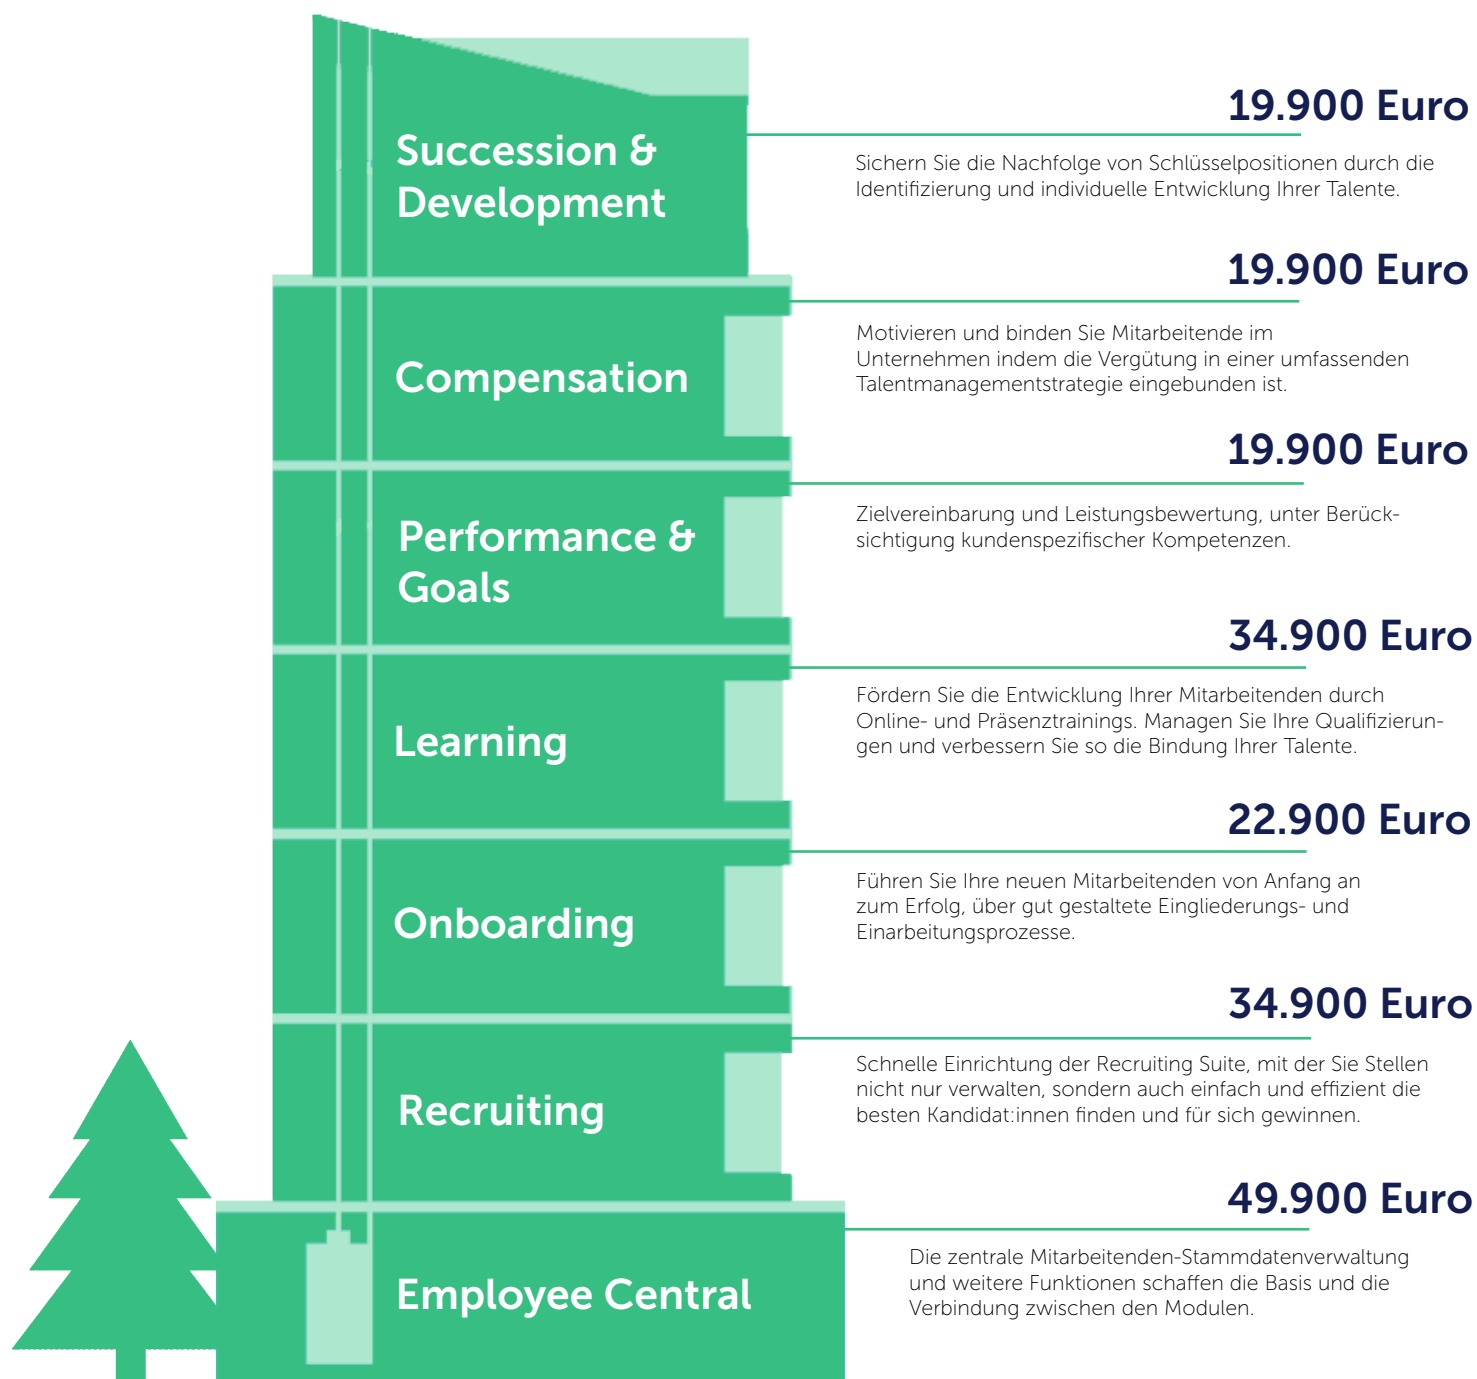 19.900 Euro
Succession &
Development
Sichern Sie die Nachfolge von Schlüsselpositionen durch die
Identifizierung und individuelle Entwicklung Ihrer Talente.
19.900 Euro
Compensation
Motivieren und binden Sie Mitarbeitende im
Unternehmen indem die Vergütung in einer umfassenden
Talentmanagementstrategie eingebunden ist.
19.900 Euro
Performance &
Goals
Zielvereinbarung und Leistungsbewertung, unter Berück-
sichtigung kundenspezifischer Kompetenzen.
34.900 Euro
Learning
Fördern Sie die Entwicklung Ihrer Mitarbeitenden durch
Online- und Präsenztrainings. Managen Sie Ihre Qualifizierun-
gen und verbessern Sie so die Bindung Ihrer Talente.
22.900 Euro
Onboarding
Führen Sie Ihre neuen Mitarbeitenden von Anfang an
zum Erfolg, über gut gestaltete Eingliederungs- und
Einarbeitungsprozesse.
34.900 Euro
Recruiting
Schnelle Einrichtung der Recruiting Suite, mit der Sie Stellen
nicht nur verwalten, sondern auch einfach und effizient die
besten Kandidat:innen finden und für sich gewinnen.
49.900 Euro
Employee Central
Die zentrale Mitarbeitenden-Stammdatenverwaltung
und weitere Funktionen schaffen die Basis und die
Verbindung zwischen den Modulen.